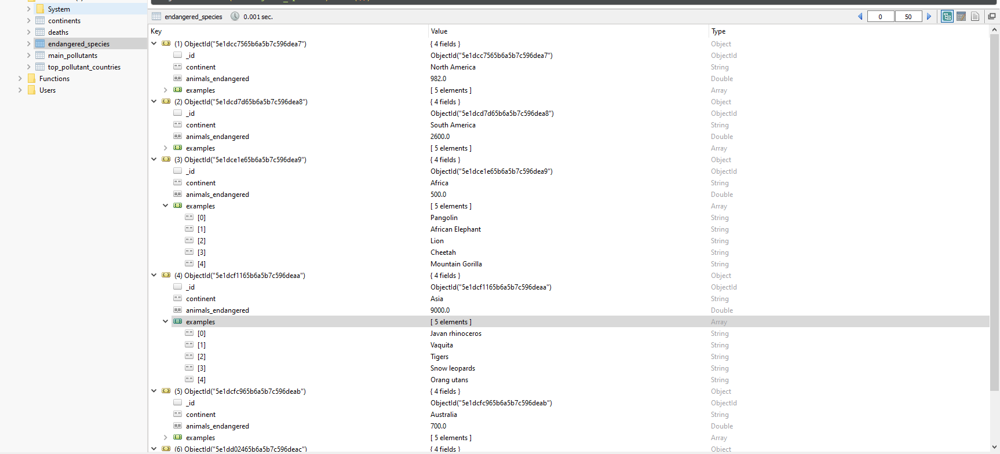 System
continents
deaths
endangered_species
main_pollutants
top_pollutant_countries
Functions
Users
endangered_species 0.001 sec. 0 50
Key Value Type
(1) ObjectId("5e1dcc7565b6a5b7c596dea7") { 4 fields } Object
_id ObjectId("5e1dcc7565b6a5b7c596dea7") ObjectId
continent North America String
animals_endangered 982.0 Double
examples [ 5 elements ] Array
(2) ObjectId("5e1dcd7d65b6a5b7c596dea8") { 4 fields } Object
_id ObjectId("5e1dcd7d65b6a5b7c596dea8") ObjectId
continent South America String
animals_endangered 2600.0 Double
examples [ 5 elements ] Array
(3) ObjectId("5e1dce1e65b6a5b7c596dea9") { 4 fields } Object
_id ObjectId("5e1dce1e65b6a5b7c596dea9") ObjectId
continent Africa String
animals_endangered 500.0 Double
examples [ 5 elements ] Array
[0] Pangolin String
[1] African Elephant String
[2] Lion String
[3] Cheetah String
[4] Mountain Gorilla String
(4) ObjectId("5e1dcf1165b6a5b7c596deaa") { 4 fields } Object
_id ObjectId("5e1dcf1165b6a5b7c596deaa") ObjectId
continent Asia String
animals_endangered 9000.0 Double
examples [ 5 elements ] Array
[0] Javan rhinoceros String
[1] Vaquita String
[2] Tigers String
[3] Snow leopards String
[4] Orang utans String
(5) ObjectId("5e1dcfc965b6a5b7c596deab") { 4 fields } Object
_id ObjectId("5e1dcfc965b6a5b7c596deab") ObjectId
continent Australia String
animals_endangered 700.0 Double
examples [ 5 elements ] Array
(6) ObjectId("5e1dd02465b6a5b7c596deac") { 4 fields } Object